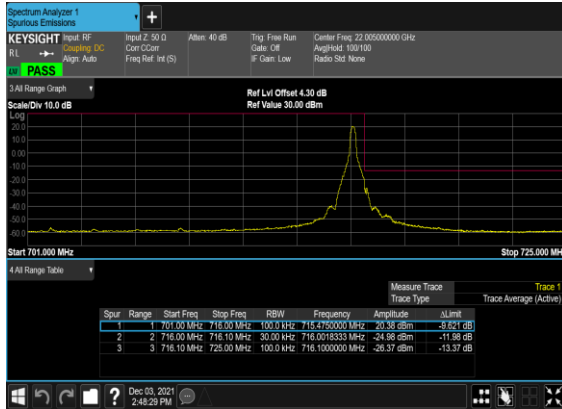 Spectrum Analyzer 1
Spurious Emissions
+
KEYSIGHT Input: RF Input Z: 50 Ω Atten: 40 dB Trig: Free Run Center Freq: 22.005000000 GHz
RL Coupling: DC Corr CCorr Gate: Off Avg|Hold: 100/100
Align: Auto Freq Ref: Int (S) IF Gain: Low Radio Std: None
PASS
3 All Range Graph
Ref Lvl Offset 4.30 dB
Scale/Div 10.0 dB Ref Value 30.00 dBm
Log
20.0
10.0
0.00
-10.0
-20.0
-30.0
-40.0
-50.0
-60.0
Start 701.000 MHz Stop 725.000 MH
4 All Range Table
Measure Trace Trace 1
Trace Type Trace Average (Active)
Spur Range Start Freq Stop Freq RBW Frequency Amplitude ΔLimit
1 1 701.00 MHz 716.00 MHz 100.0 kHz 715.4750000 MHz 20.38 dBm -9.621 dB
2 2 716.00 MHz 716.10 MHz 30.00 kHz 716.0018333 MHz -24.98 dBm -11.98 dB
3 3 716.10 MHz 725.00 MHz 100.0 kHz 716.1000000 MHz -26.37 dBm -13.37 dB
? Dec 03, 2021
2:48:29 PM